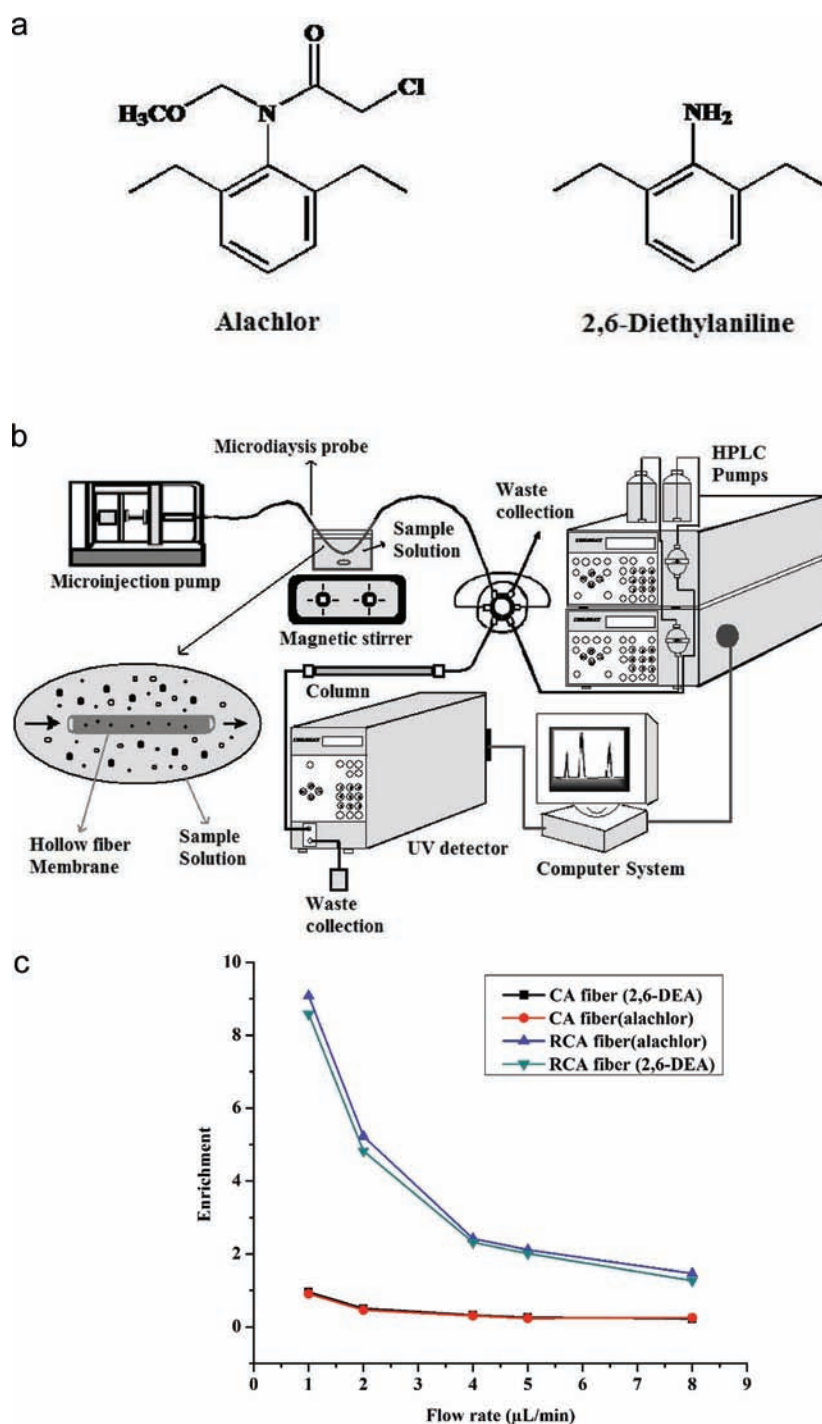 a
O
Cl
H₃CO
N
NH₂
Alachlor
2,6-Diethylaniline
b
Microdiaysis probe
HPLC
Pumps
Waste
collection
Sample
Solution
Microinjection pump
Magnetic stirrer
Column
Hollow fiber
Membrane
Sample
Solution
UV detector
Computer System
Waste
collection
c
10
8
6
4
2
0
Enrichment
CA fiber (2,6-DEA)
CA fiber(alachlor)
RCA fiber(alachlor)
RCA fiber (2,6-DEA)
0 1 2 3 4 5 6 7 8 9
Flow rate (μL/min)